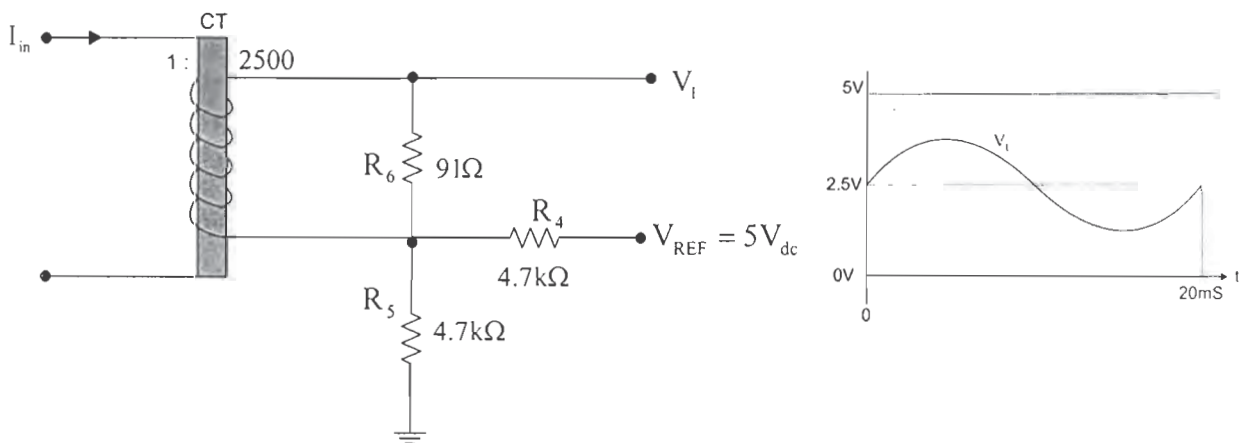 CT
I_in
1 :
2500
V_I
R_6
91Ω
R_4
V_REF = 5V_dc
4.7kΩ
R_5
4.7kΩ
5V
V_I
2.5V
0V
0
20mS
t